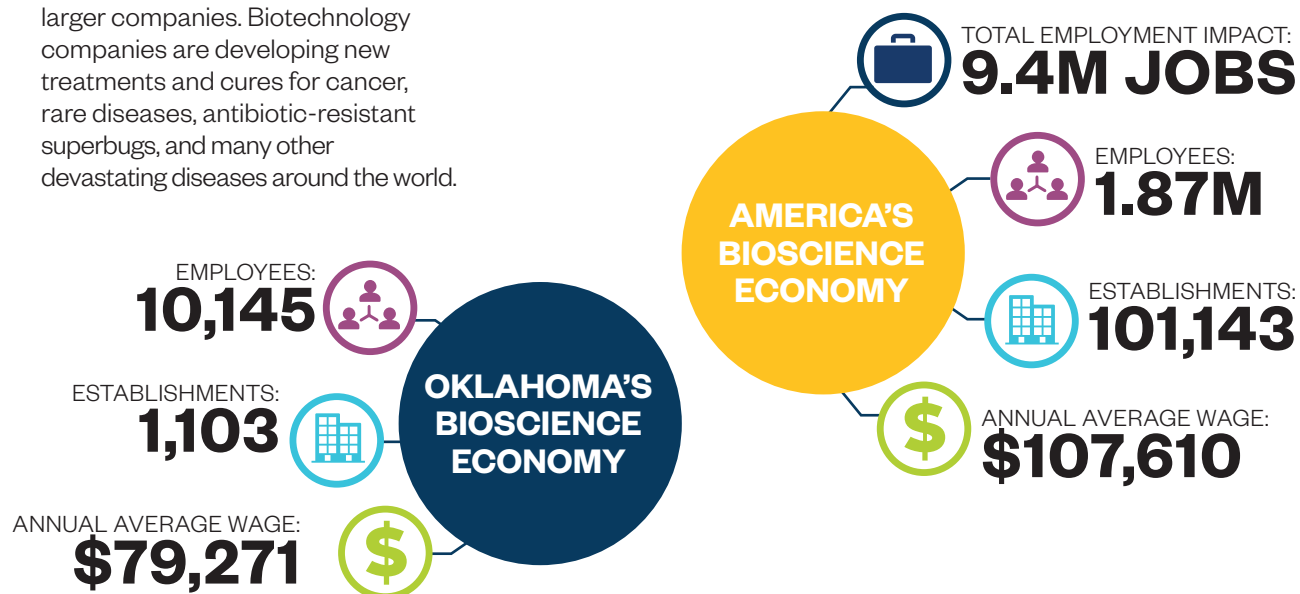 larger companies. Biotechnology
companies are developing new
treatments and cures for cancer,
rare diseases, antibiotic-resistant
superbugs, and many other
devastating diseases around the world.
EMPLOYEES:
10,145
ESTABLISHMENTS:
1,103
ANNUAL AVERAGE WAGE:
$79,271
OKLAHOMA'S
BIOSCIENCE
ECONOMY
AMERICA'S
BIOSCIENCE
ECONOMY
TOTAL EMPLOYMENT IMPACT:
9.4M JOBS
EMPLOYEES:
1.87M
ESTABLISHMENTS:
101,143
$
ANNUAL AVERAGE WAGE:
$107,610
$